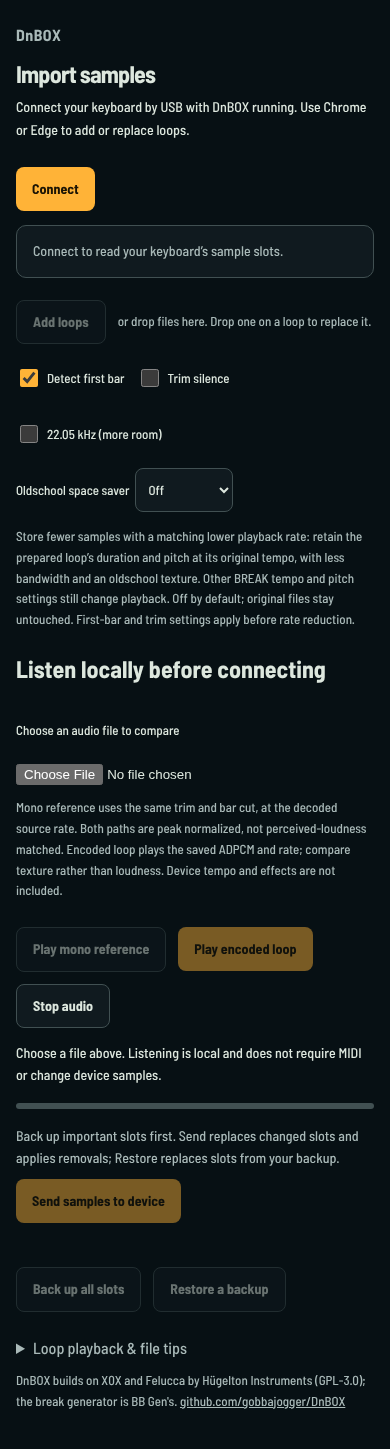 DnBOX
Import samples
Connect your keyboard by USB with DnBOX running. Use Chrome
or Edge to add or replace loops.
Connect
Connect to read your keyboard's sample slots.
Add loops or drop files here. Drop one on a loop to replace it.
Detect first bar Trim silence
22.05 kHz (more room)
Oldschool space saver Off
Store fewer samples with a matching lower playback rate: retain the
prepared loop's duration and pitch at its original tempo, with less
bandwidth and an oldschool texture. Other BREAK tempo and pitch
settings still change playback. Off by default; original files stay
untouched. First-bar and trim settings apply before rate reduction.
Listen locally before connecting
Choose an audio file to compare
Choose File No file chosen
Mono reference uses the same trim and bar cut, at the decoded
source rate. Both paths are peak normalized, not perceived-loudness
matched. Encoded loop plays the saved ADPCM and rate; compare
texture rather than loudness. Device tempo and effects are not
included.
Play mono reference Play encoded loop
Stop audio
Choose a file above. Listening is local and does not require MIDI
or change device samples.
Back up important slots first. Send replaces changed slots and
applies removals; Restore replaces slots from your backup.
Send samples to device
Back up all slots Restore a backup
Loop playback & file tips
DnBOX builds on X0X and Felucca by Hügelton Instruments (GPL-3.0);
the break generator is BB Gen's. github.com/gobbajogger/DnBOX